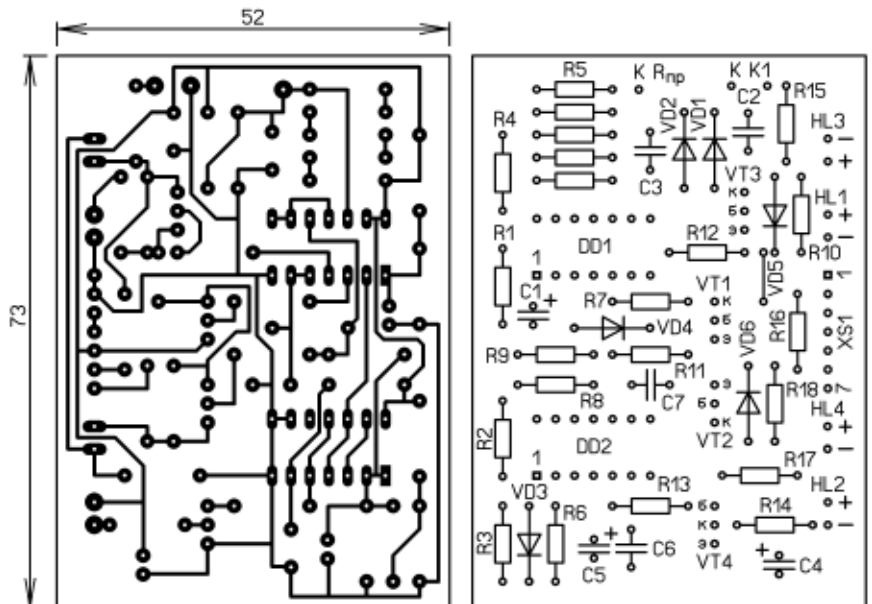 52
73
R5
К Rпр
К К1
R15
R4
VD2
VD1
C2
HL3
−
+
C3
VT3
К
Б
Э
HL1
+
−
R1
DD1
R12
R10
1
1
VD5
C1
+
R7
VT1
К
Б
Э
VD4
VD6
R16
XS1
R9
R11
R8
C7
Э
Б
К
VT2
R18
7
HL4
+
−
R2
DD2
1
R17
VD3
R13
HL2
+
−
R3
R6
Б
К
Э
R14
+
C5
C6
VT4
+
C4